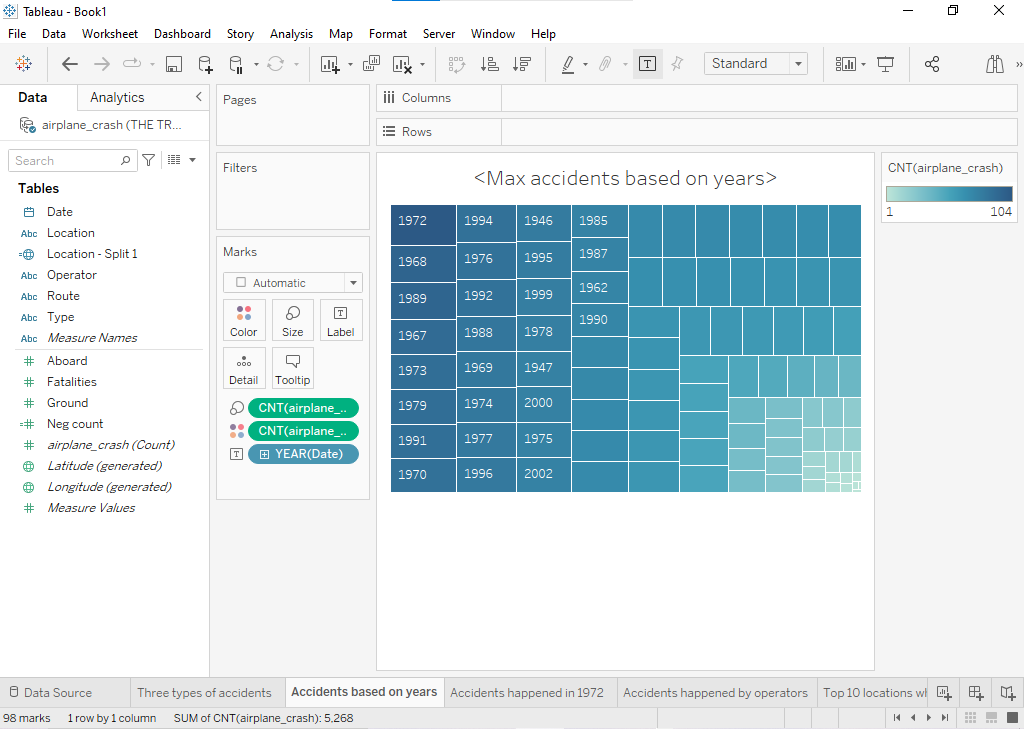 Tableau - Book1
File Data Worksheet Dashboard Story Analysis Map Format Server Window Help
Standard
Data Analytics
airplane_crash (THE TR...
Search
Tables
Date
Abc Location
Location - Split 1
Abc Operator
Abc Route
Abc Type
Abc Measure Names
Aboard
Fatalities
Ground
Neg count
airplane_crash (Count)
Latitude (generated)
Longitude (generated)
Measure Values
Pages
Filters
Marks
Automatic
Color Size Label
Detail Tooltip
CNT(airplane_..
CNT(airplane_..
YEAR(Date)
Columns
Rows
<Max accidents based on years>
1972 1994 1946 1985
1968 1976 1995 1987
1989 1992 1999 1962
1967 1988 1978 1990
1973 1969 1947
1979 1974 2000
1991 1977 1975
1970 1996 2002
CNT(airplane_crash)
1 104
Data Source Three types of accidents Accidents based on years Accidents happened in 1972 Accidents happened by operators Top 10 locations wh
98 marks 1 row by 1 column SUM of CNT(airplane_crash): 5,268